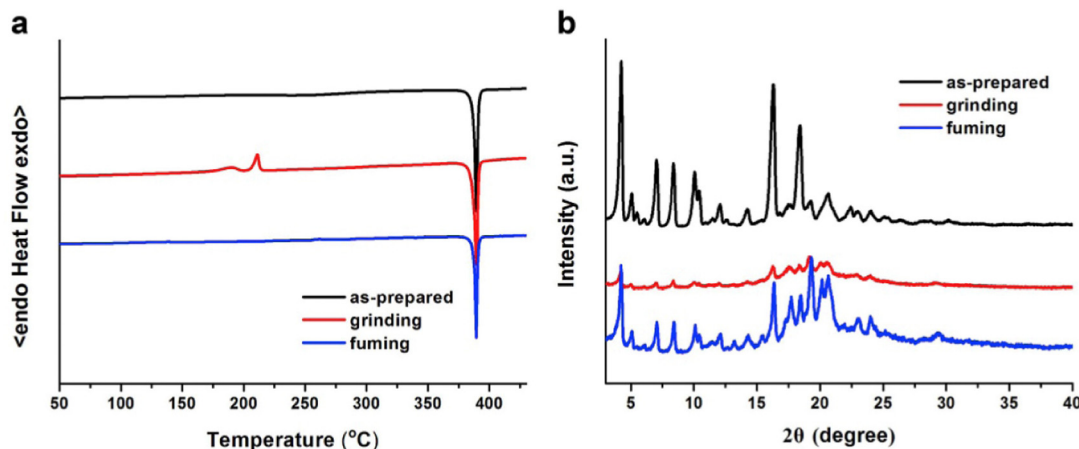 a
<endo Heat Flow exdo>
as-prepared
grinding
fuming
50 100 150 200 250 300 350 400
Temperature (°C)
b
Intensity (a.u.)
as-prepared
grinding
fuming
5 10 15 20 25 30 35 40
2θ (degree)